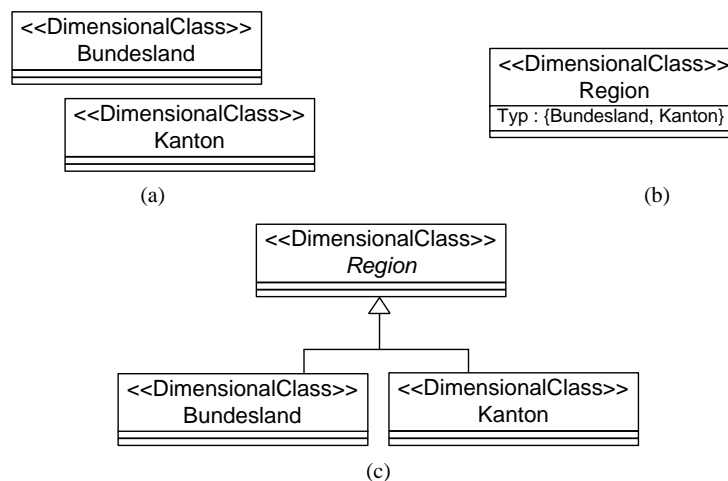 <<DimensionalClass>>
Bundesland
<<DimensionalClass>>
Kanton
(a)
<<DimensionalClass>>
Region
Typ : {Bundesland, Kanton}
(b)
<<DimensionalClass>>
Region
<<DimensionalClass>>
Bundesland
<<DimensionalClass>>
Kanton
(c)